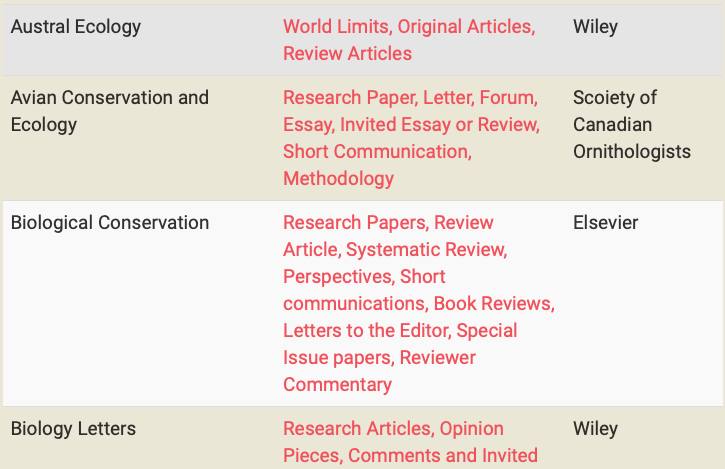 Austral Ecology
World Limits, Original Articles,
Review Articles
Wiley
Avian Conservation and
Ecology
Research Paper, Letter, Forum,
Essay, Invited Essay or Review,
Short Communication,
Methodology
Scoiety of
Canadian
Ornithologists
Biological Conservation
Research Papers, Review
Article, Systematic Review,
Perspectives, Short
communications, Book Reviews,
Letters to the Editor, Special
Issue papers, Reviewer
Commentary
Elsevier
Biology Letters
Research Articles, Opinion
Pieces, Comments and Invited
Wiley